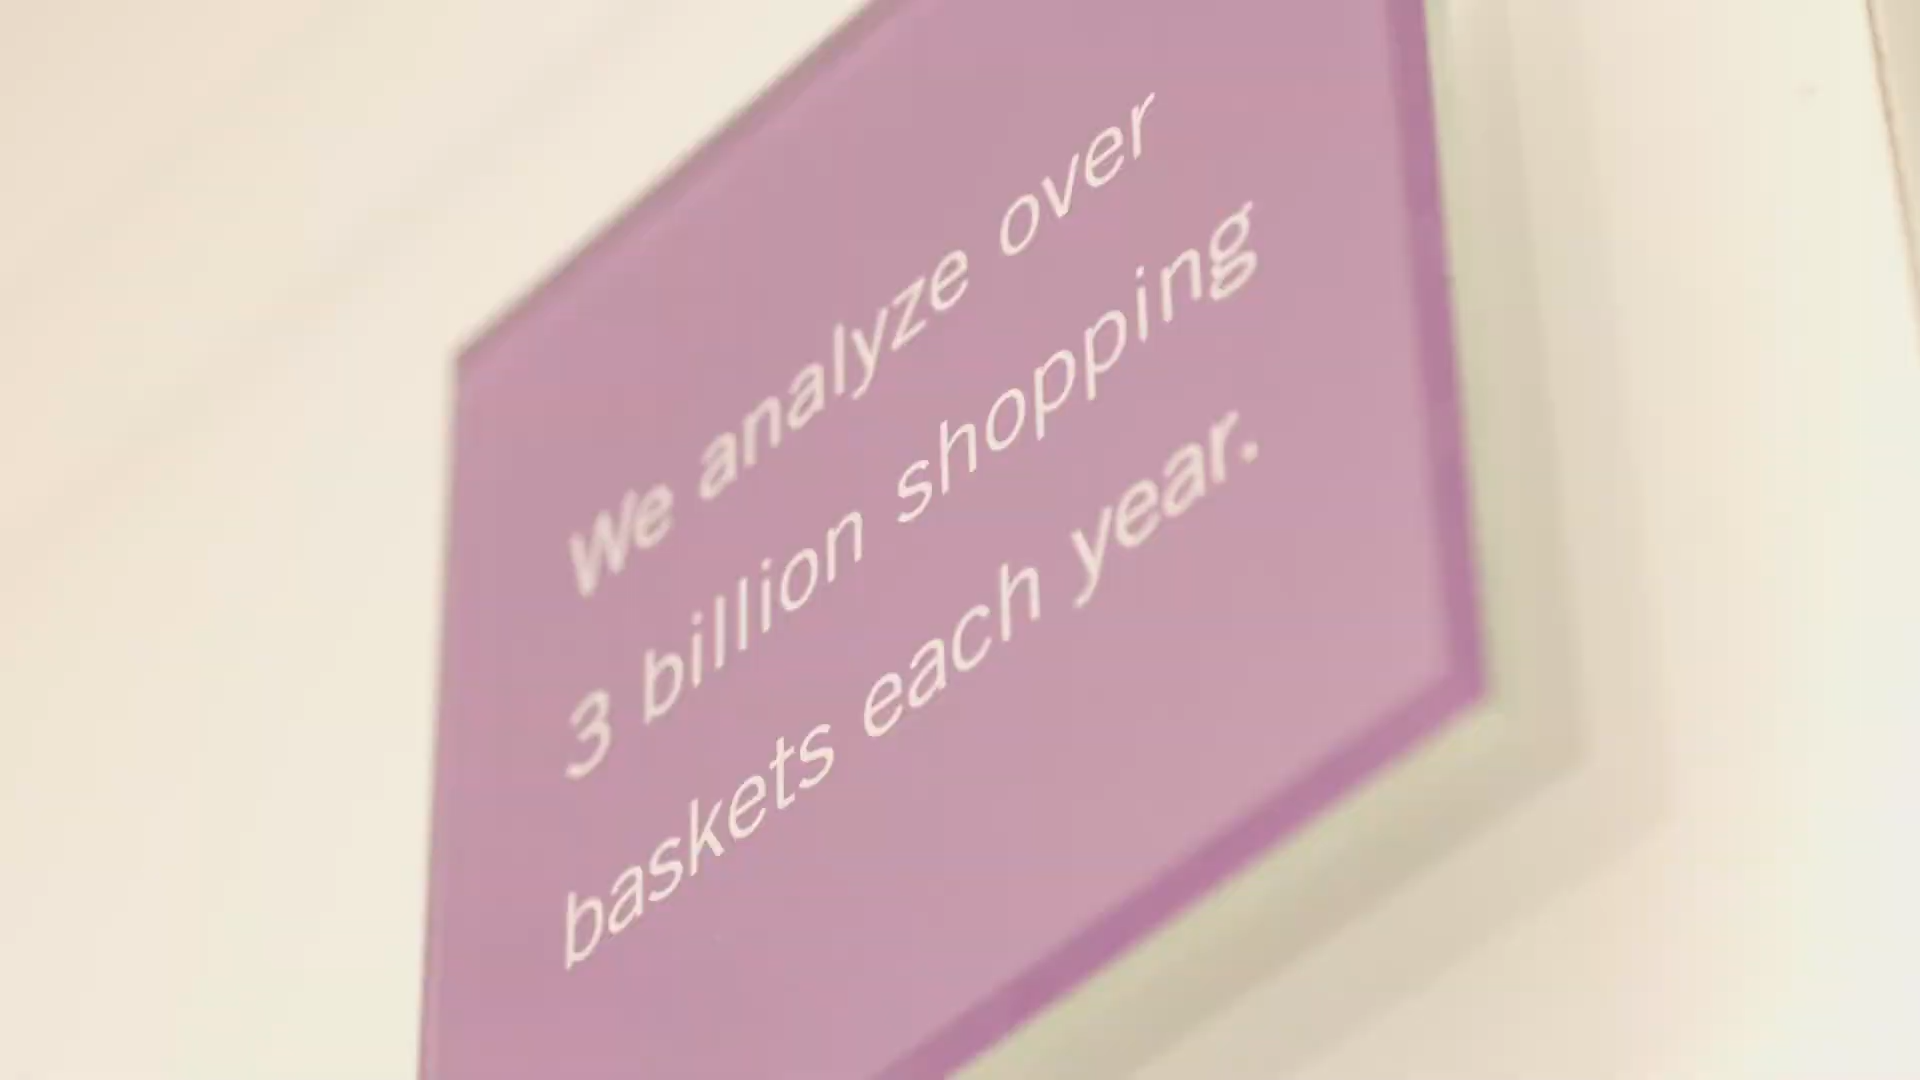 We analyze over
3 billion shopping
baskets each year.